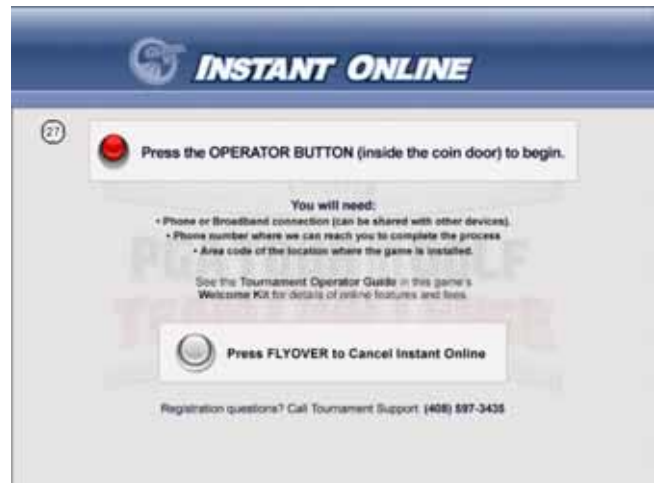 INSTANT ONLINE
27
Press the OPERATOR BUTTON (inside the coin door) to begin.
You will need:
• Phone or Broadband connection (can be shared with other devices).
• Phone number where we can reach you to complete the process
• Area code of the location where the game is installed.
See the Tournament Operator Guide in this game's
Welcome Kit for details of online features and fees.
Press FLYOVER to Cancel Instant Online
Registration questions? Call Tournament Support (408) 597-3435